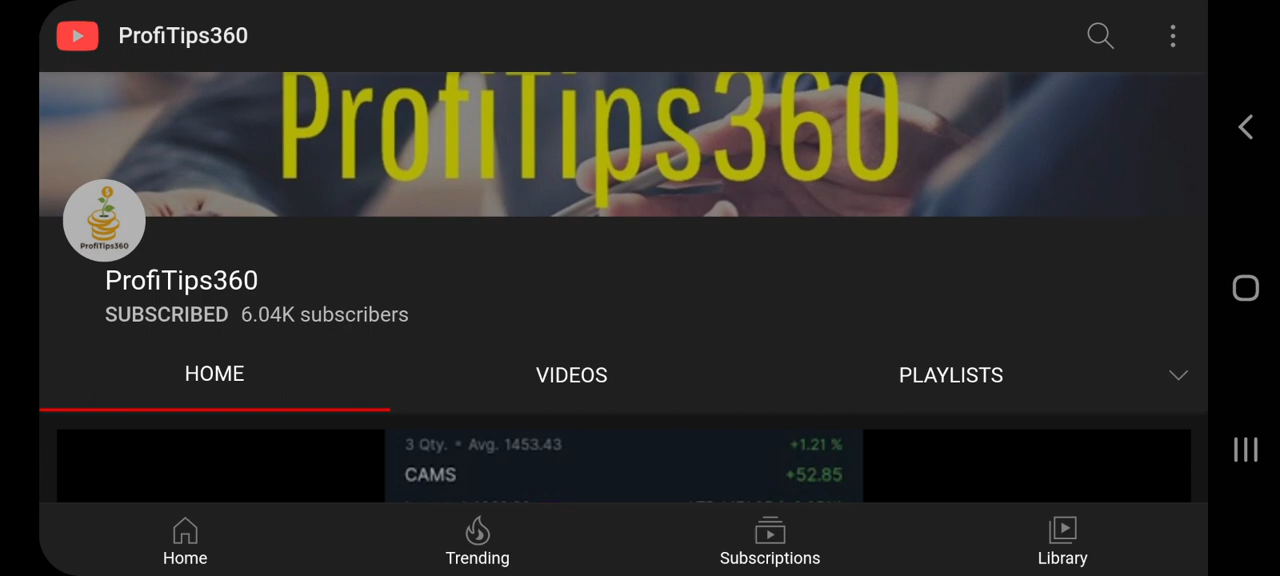 ProfiTips360
ProfiTips360
ProfiTips360
ProfiTips360
SUBSCRIBED 6.04K subscribers
HOME VIDEOS PLAYLISTS
3 Qty. • Avg. 1453.43 +1.21 %
CAMS +52.85
Home Trending Subscriptions Library